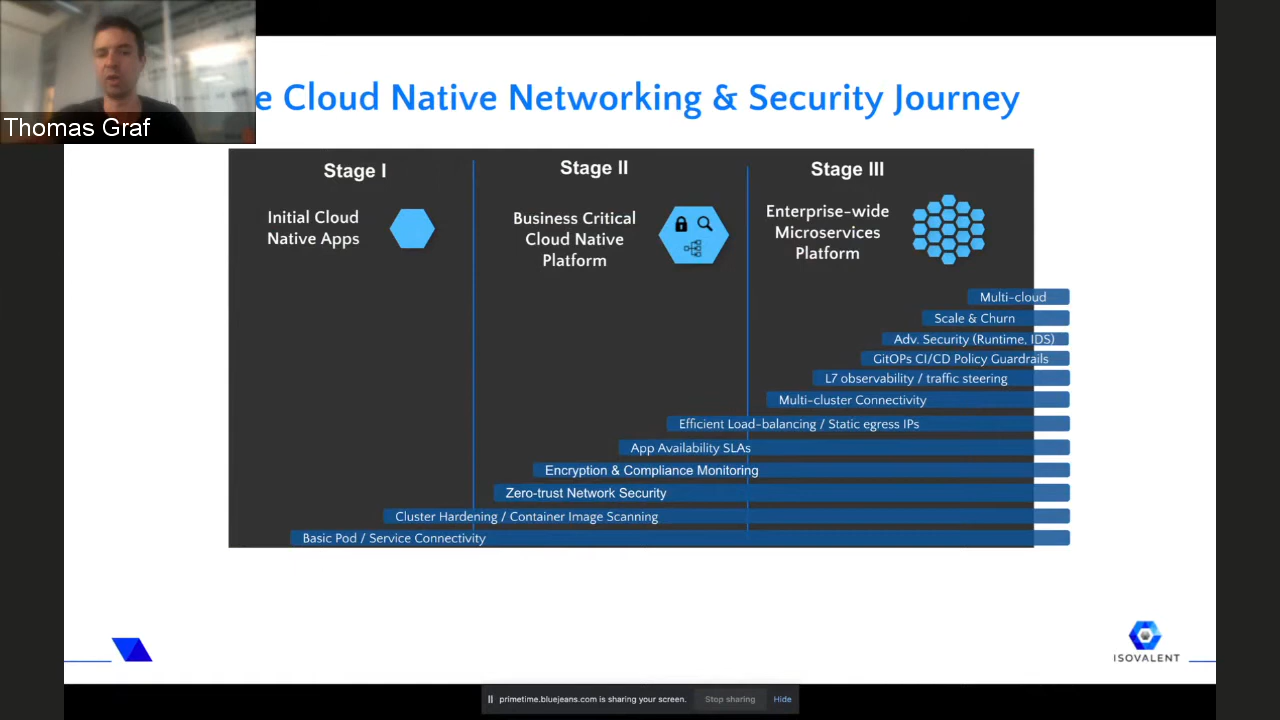 Thomas Graf
e Cloud Native Networking & Security Journey
Stage I
Initial Cloud
Native Apps
Stage II
Business Critical
Cloud Native
Platform
Stage III
Enterprise-wide
Microservices
Platform
Multi-cloud
Scale & Churn
Adv. Security (Runtime, IDS)
GitOPs CI/CD Policy Guardrails
L7 observability / traffic steering
Multi-cluster Connectivity
Efficient Load-balancing / Static egress IPs
App Availability SLAs
Encryption & Compliance Monitoring
Zero-trust Network Security
Cluster Hardening / Container Image Scanning
Basic Pod / Service Connectivity
ISOVALENT
primetime.bluejeans.com is sharing your screen.
Stop sharing
Hide